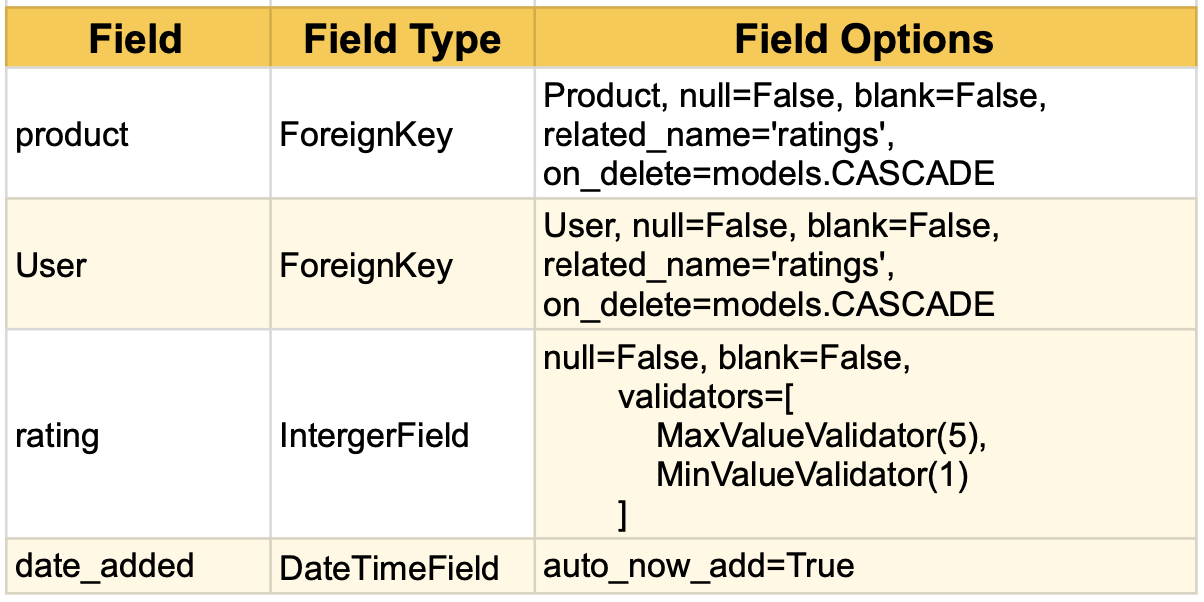 Field Field Type Field Options
product ForeignKey Product, null=False, blank=False,
related_name='ratings',
on_delete=models.CASCADE
User ForeignKey User, null=False, blank=False,
related_name='ratings',
on_delete=models.CASCADE
rating IntergerField null=False, blank=False,
validators=[
MaxValueValidator(5),
MinValueValidator(1)
]
date_added DateTimeField auto_now_add=True